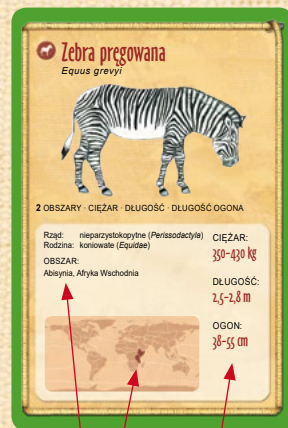 Zebra pręgowana
Equus grevyi
2 OBSZARY · CIĘŻAR · DŁUGOŚĆ · DŁUGOŚĆ OGONA
Rząd: nieparzystokopytne (Perissodactyla)
Rodzina: koniowate (Equidae)
OBSZAR:
Abisynia, Afryka Wschodnia
CIĘŻAR:
350-430 kg
DŁUGOŚĆ:
2,5-2,8 m
OGON:
38-55 cm